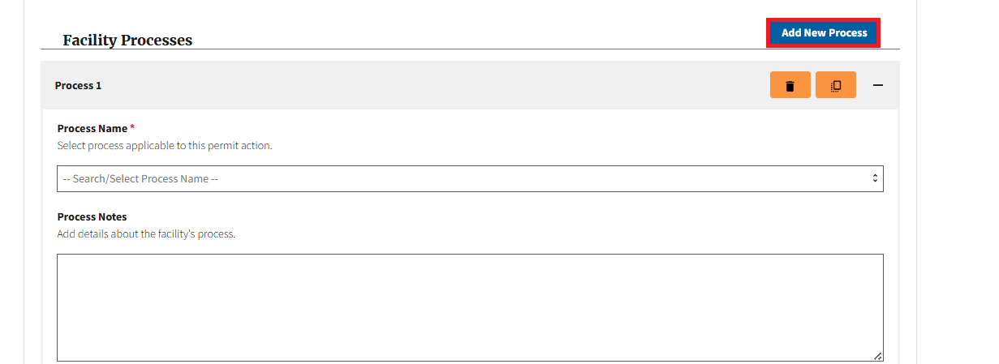 Facility Processes
Add New Process
Process 1
Process Name *
Select process applicable to this permit action.
-- Search/Select Process Name --
Process Notes
Add details about the facility's process.